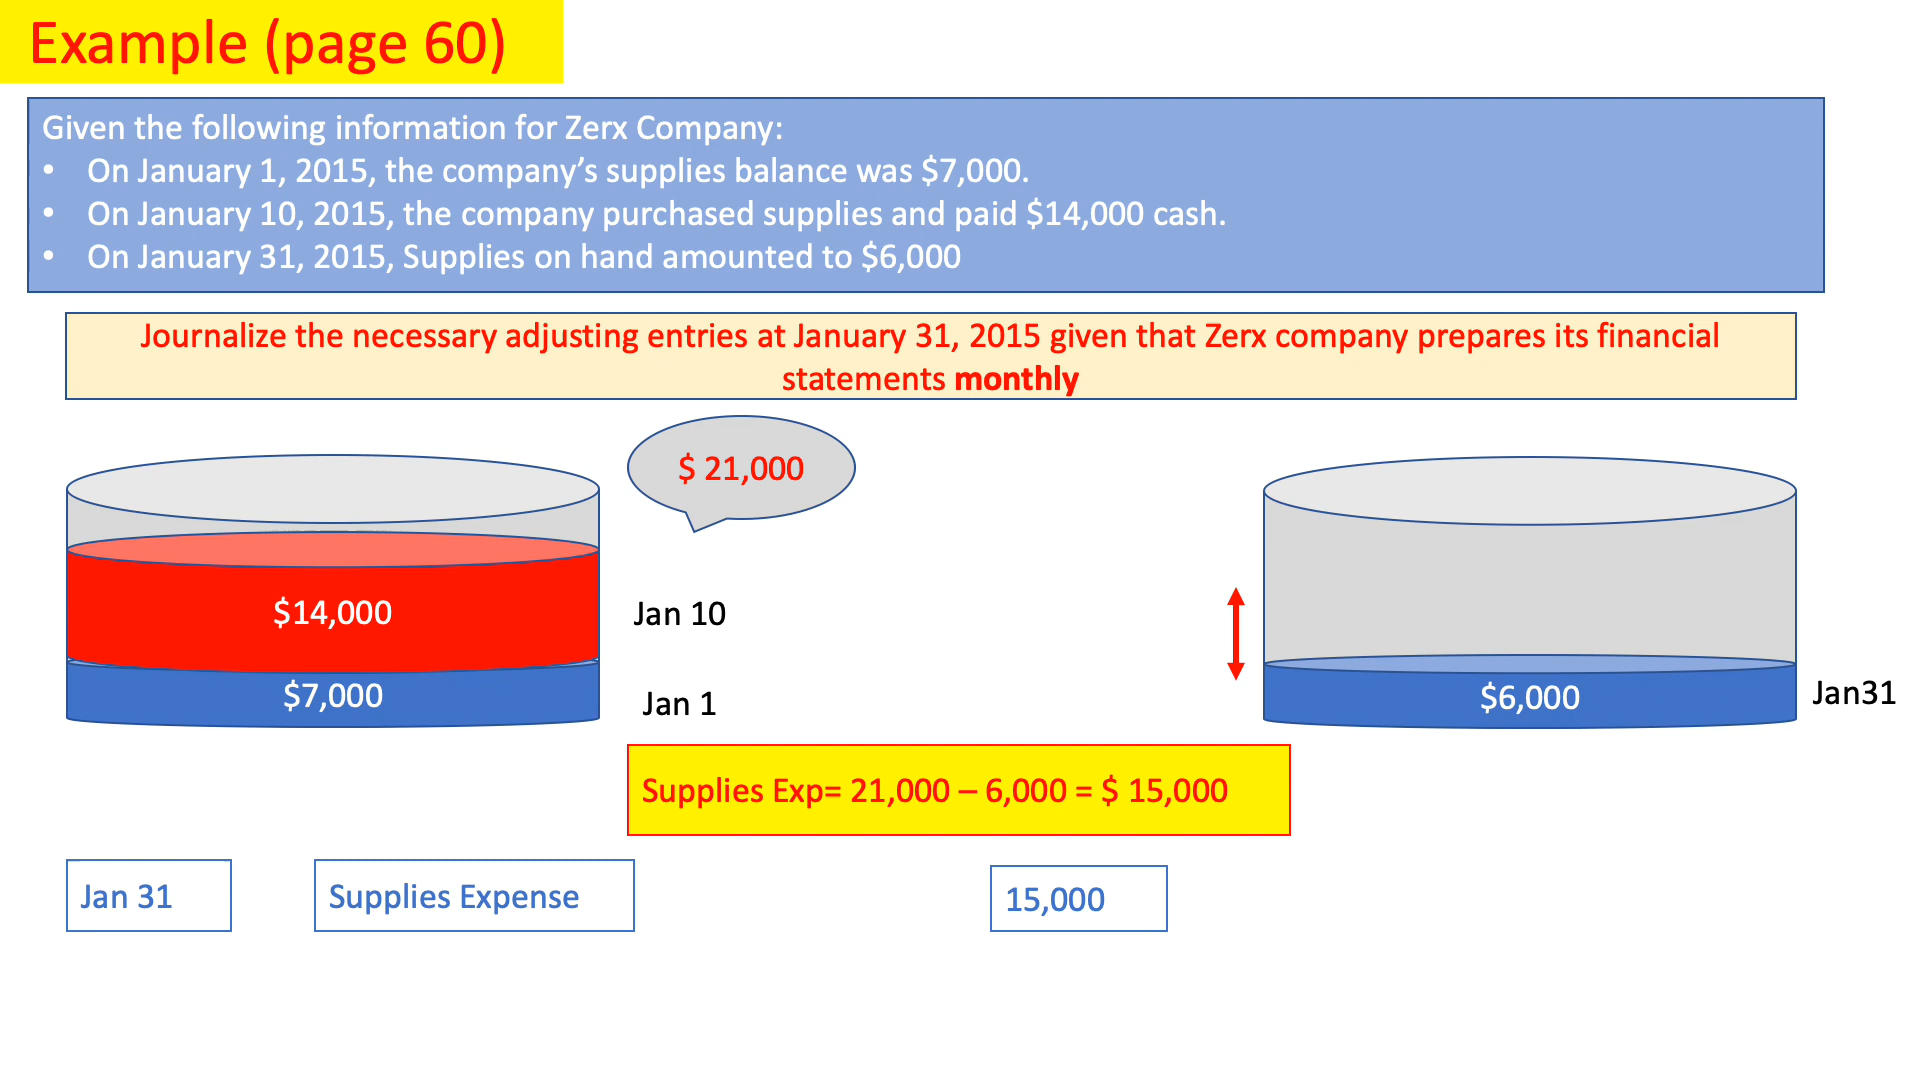 Example (page 60)
Given the following information for Zerx Company:
• On January 1, 2015, the company’s supplies balance was $7,000.
• On January 10, 2015, the company purchased supplies and paid $14,000 cash.
• On January 31, 2015, Supplies on hand amounted to $6,000
Journalize the necessary adjusting entries at January 31, 2015 given that Zerx company prepares its financial
statements monthly
$ 21,000
$14,000
Jan 10
$7,000
Jan 1
$6,000
Jan31
Supplies Exp= 21,000 – 6,000 = $ 15,000
Jan 31
Supplies Expense
15,000